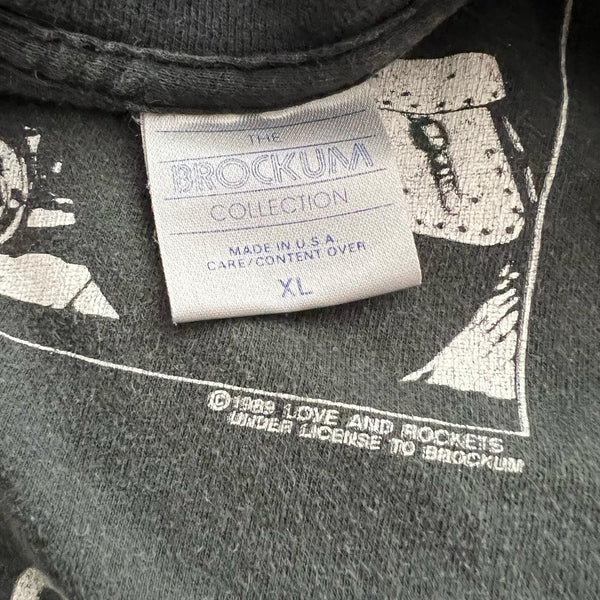 THE
BROCKUM
COLLECTION
MADE IN U.S.A.
CARE/CONTENT OVER
XL
©1989 LOVE AND ROCKETS
UNDER LICENSE TO BROCKUM